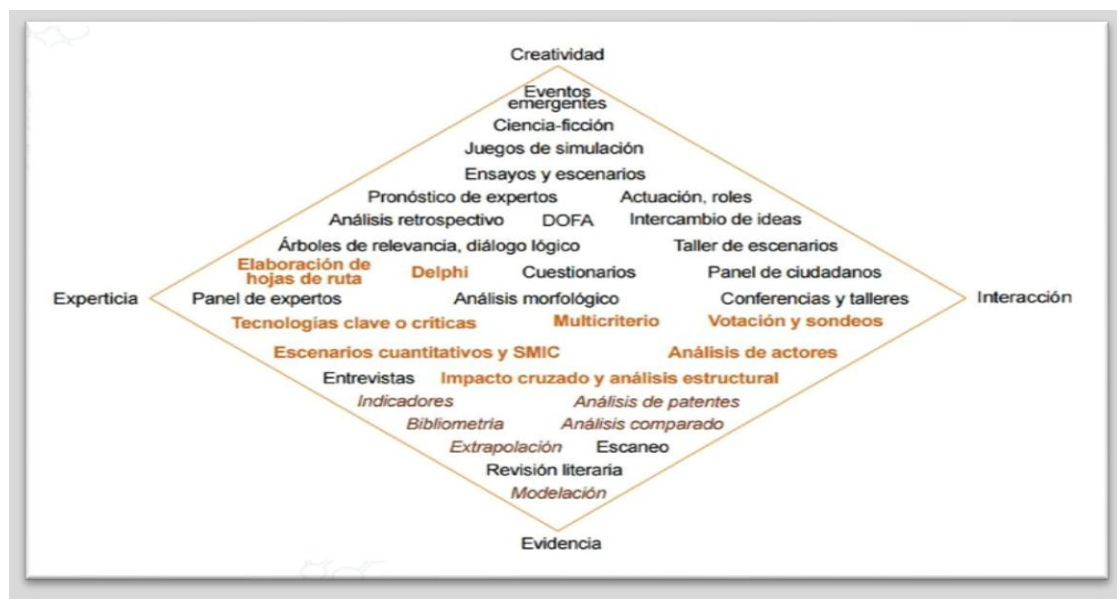 Creatividad
Eventos
emergentes
Ciencia-ficción
Juegos de simulación
Ensayos y escenarios
Pronóstico de expertos Actuación, roles
Análisis retrospectivo DOFA Intercambio de ideas
Árboles de relevancia, diálogo lógico Taller de escenarios
Elaboración de
hojas de ruta Delphi Cuestionarios Panel de ciudadanos
Experticia Panel de expertos Análisis morfológico Conferencias y talleres Interacción
Tecnologías clave o críticas Multicriterio Votación y sondeos
Escenarios cuantitativos y SMIC Análisis de actores
Entrevistas Impacto cruzado y análisis estructural
Indicadores Análisis de patentes
Bibliometría Análisis comparado
Extrapolación Escaneo
Revisión literaria
Modelación
Evidencia